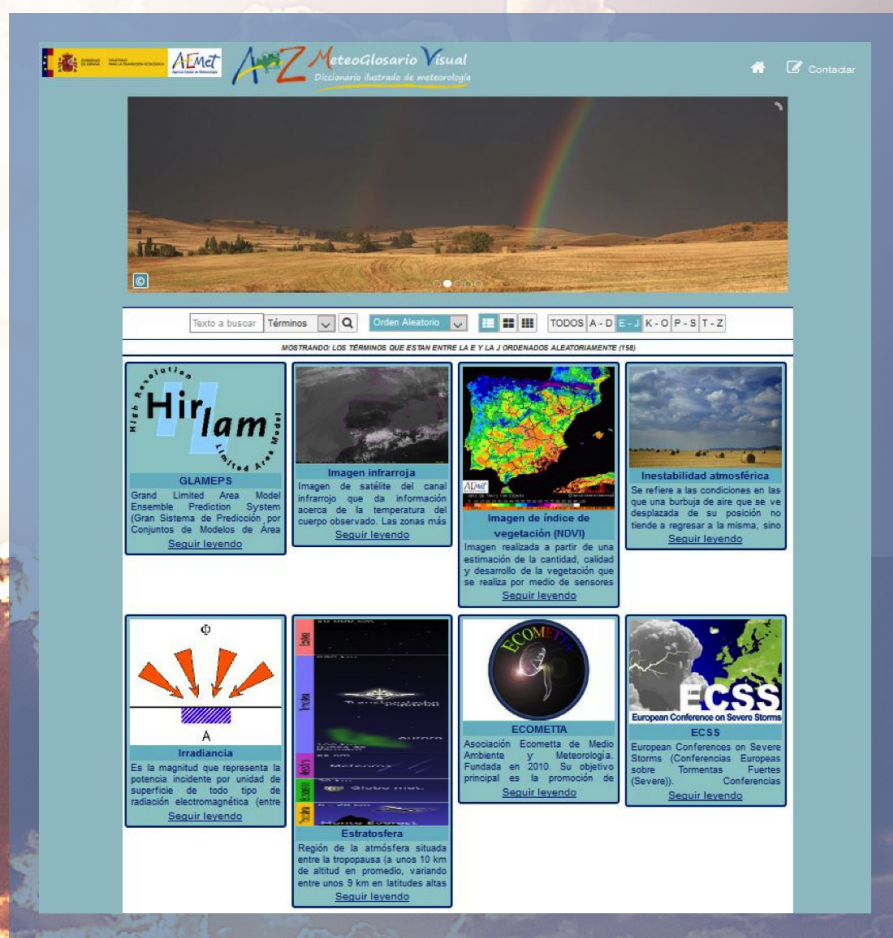 AEMet
A Z MeteoGlosario Visual
Diccionario ilustrado de meteorología
Contactar
©
Texto a buscar Términos Orden Aleatorio TODOS A - D E - J K - O P - S T - Z
MOSTRANDO: LOS TÉRMINOS QUE ESTAN ENTRE LA E Y LA J ORDENADOS ALEATORIAMENTE (158)
High Resolution
Hirlam
Limited Area Model
GLAMEPS
Grand Limited Area Model
Ensemble Prediction System
(Gran Sistema de Predicción por
Conjuntos de Modelos de Área
Seguir leyendo
Imagen infrarroja
Imagen de satélite del canal
infrarrojo que da información
acerca de la temperatura del
cuerpo observado. Las zonas más
Seguir leyendo
AEMet
Imagen de índice de
vegetación (NDVI)
Imagen realizada a partir de una
estimación de la cantidad, calidad
y desarrollo de la vegetación que
se realiza por medio de sensores
Seguir leyendo
Inestabilidad atmosférica
Se refiere a las condiciones en las
que una burbuja de aire que se ve
desplazada de su posición no
tiende a regresar a la misma, sino
Seguir leyendo
Φ
A
Irradiancia
Es la magnitud que representa la
potencia incidente por unidad de
superficie de todo tipo de
radiación electromagnética (entre
Seguir leyendo
Aurora
Meteoros
Globo met.
Monte Everest
Estratosfera
Región de la atmósfera situada
entre la tropopausa (a unos 10 km
de altitud en promedio, variando
entre unos 9 km en latitudes altas
Seguir leyendo
ECOMETTA
ECOMETTA
Asociación Ecometta de Medio
Ambiente y Meteorología.
Fundada en 2010. Su objetivo
principal es la promoción de
Seguir leyendo
ECSS
European Conference on Severe Storms
ECSS
European Conferences on Severe
Storms (Conferencias Europeas
sobre Tormentas Fuertes
(Severe)). Conferencias
Seguir leyendo